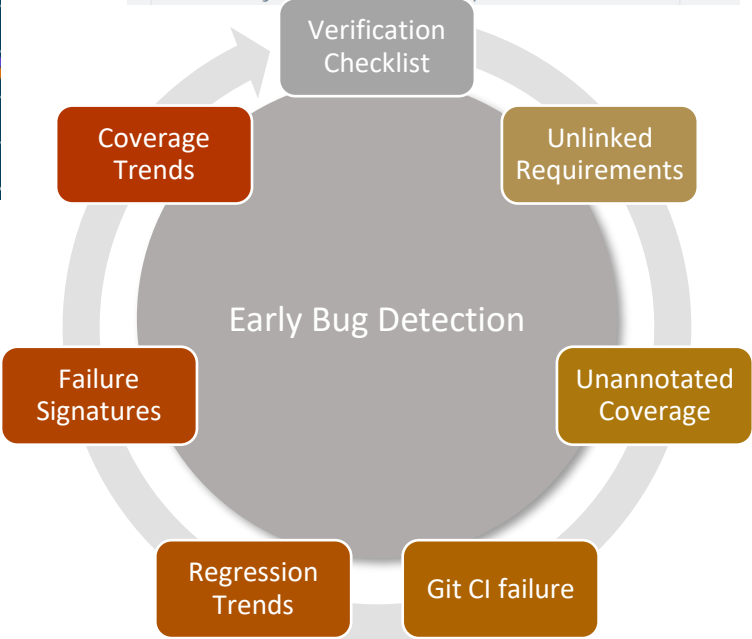 Verification
Checklist
Unlinked
Requirements
Unannotated
Coverage
Git CI failure
Regression
Trends
Failure
Signatures
Coverage
Trends
Early Bug Detection